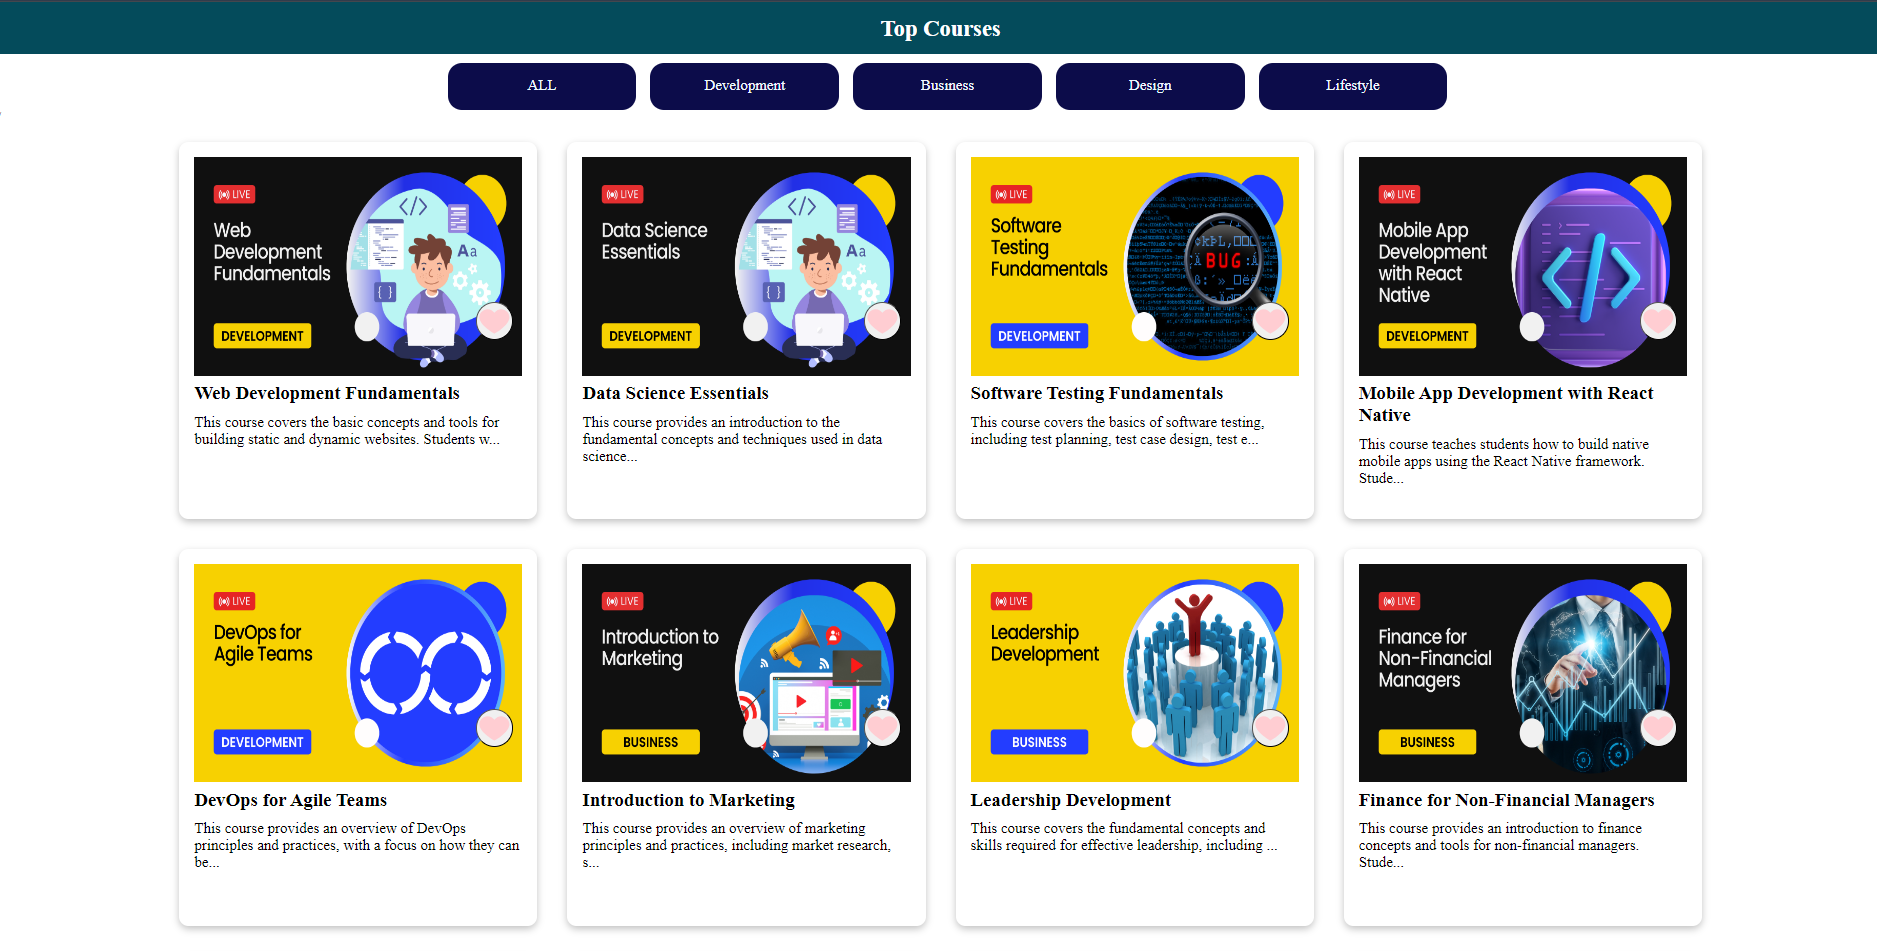 Top Courses
ALL
Development
Business
Design
Lifestyle
LIVE
Web
Development
Fundamentals
DEVELOPMENT
Web Development Fundamentals
This course covers the basic concepts and tools for
building static and dynamic websites. Students w...
LIVE
Data Science
Essentials
DEVELOPMENT
Data Science Essentials
This course provides an introduction to the
fundamental concepts and techniques used in data
science...
LIVE
Software
Testing
Fundamentals
BUG
DEVELOPMENT
Software Testing Fundamentals
This course covers the basics of software testing,
including test planning, test case design, test e...
LIVE
Mobile App
Development
with React
Native
DEVELOPMENT
Mobile App Development with React
Native
This course teaches students how to build native
mobile apps using the React Native framework.
Stude...
LIVE
DevOps for
Agile Teams
DEVELOPMENT
DevOps for Agile Teams
This course provides an overview of DevOps
principles and practices, with a focus on how they can
be...
LIVE
Introduction to
Marketing
BUSINESS
Introduction to Marketing
This course provides an overview of marketing
principles and practices, including market research,
s...
LIVE
Leadership
Development
BUSINESS
Leadership Development
This course covers the fundamental concepts and
skills required for effective leadership, including ...
LIVE
Finance for
Non-Financial
Managers
BUSINESS
Finance for Non-Financial Managers
This course provides an introduction to finance
concepts and tools for non-financial managers.
Stude...